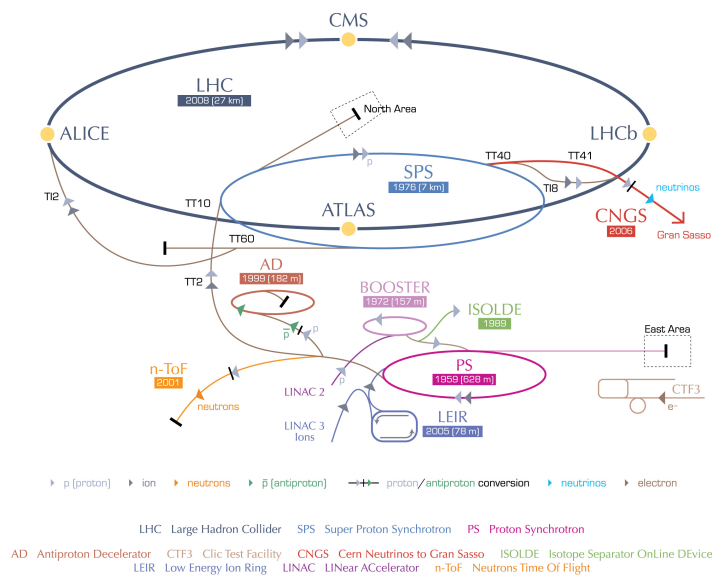 CMS
LHC
2008 (27 km)
North Area
ALICE
LHCb
TT40
TT41
p
SPS
1976 (7 km)
TI8
neutrinos
TI2
TT10
ATLAS
CNGS
2006
Gran Sasso
TT60
AD
1999 (182 m)
TT2
BOOSTER
1972 (157 m)
ISOLDE
1989
p̅
p
East Area
n-ToF
2001
PS
1959 (628 m)
LINAC 2
p
neutrons
CTF3
e-
LEIR
2005 (78 m)
LINAC 3
Ions
p (proton) ion neutrons p̅ (antiproton) proton/antiproton conversion neutrinos electron
LHC Large Hadron Collider SPS Super Proton Synchrotron PS Proton Synchrotron
AD Antiproton Decelerator CTF3 Clic Test Facility CNGS Cern Neutrinos to Gran Sasso ISOLDE Isotope Separator OnLine DEvice
LEIR Low Energy Ion Ring LINAC LINear ACcelerator n-ToF Neutrons Time Of Flight